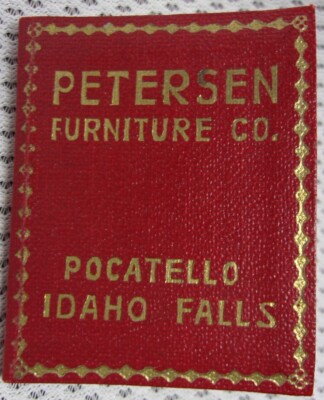 PETERSEN
FURNITURE CO.
POCATELLO
IDAHO FALLS